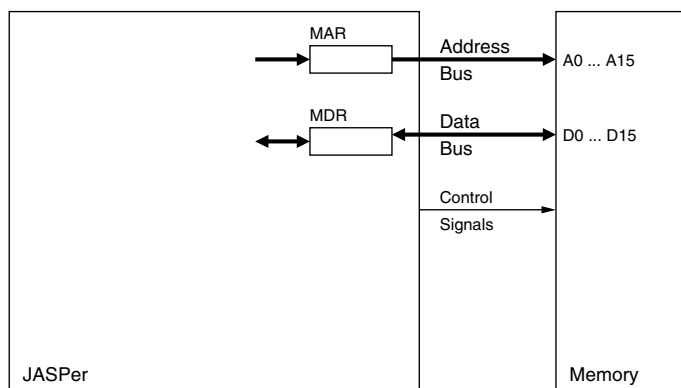 MAR
Address
Bus
A0 ... A15
MDR
Data
Bus
D0 ... D15
Control
Signals
JASPer
Memory